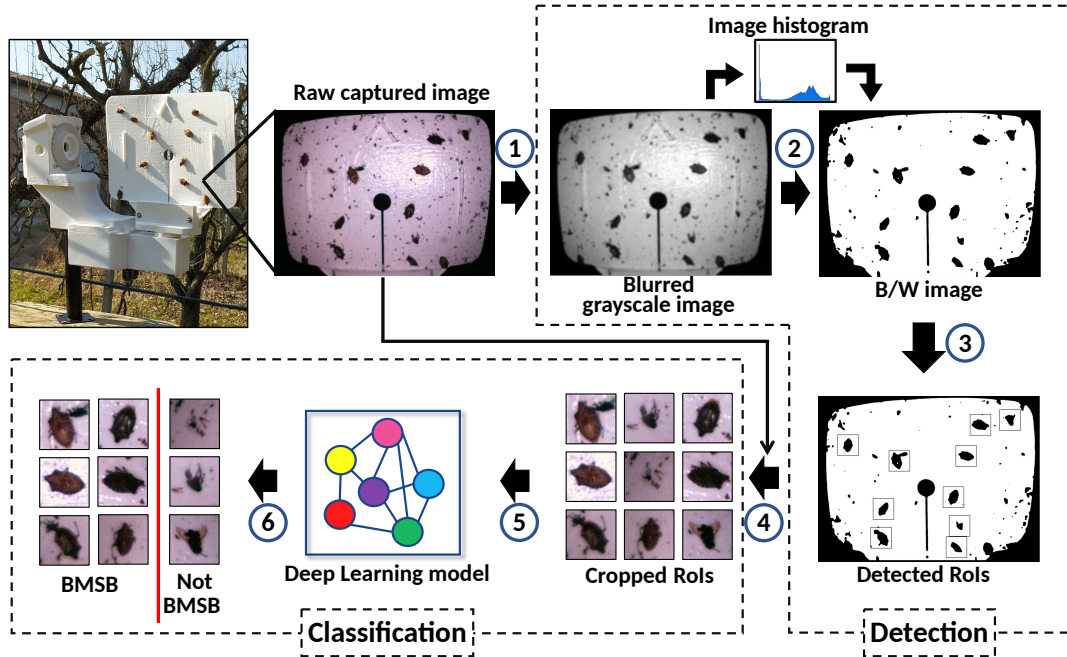 Image histogram
Raw captured image
1
2
Blurred
grayscale image
B/W image
3
Detected RoIs
4
Cropped RoIs
5
Deep Learning model
6
BMSB
Not
BMSB
Classification
Detection